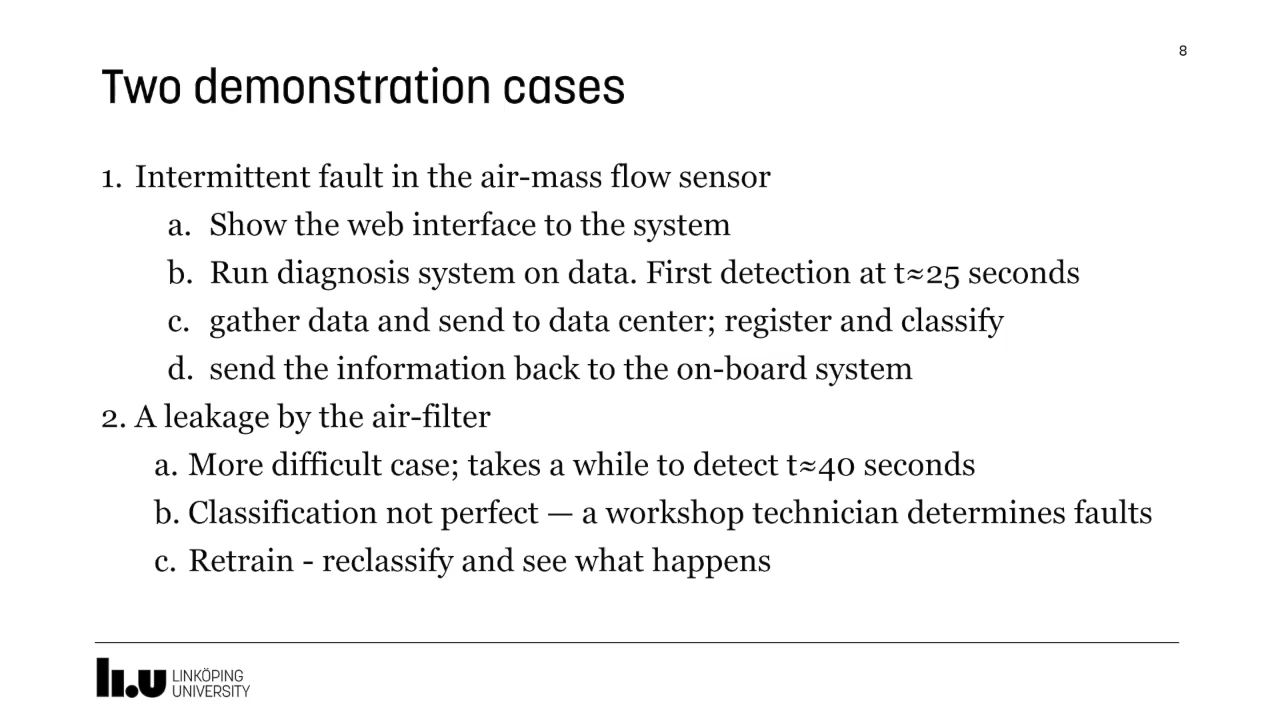 8
Two demonstration cases
1. Intermittent fault in the air-mass flow sensor
a. Show the web interface to the system
b. Run diagnosis system on data. First detection at t≈25 seconds
c. gather data and send to data center; register and classify
d. send the information back to the on-board system
2. A leakage by the air-filter
a. More difficult case; takes a while to detect t≈40 seconds
b. Classification not perfect — a workshop technician determines faults
c. Retrain - reclassify and see what happens
li.u LINKÖPING
UNIVERSITY